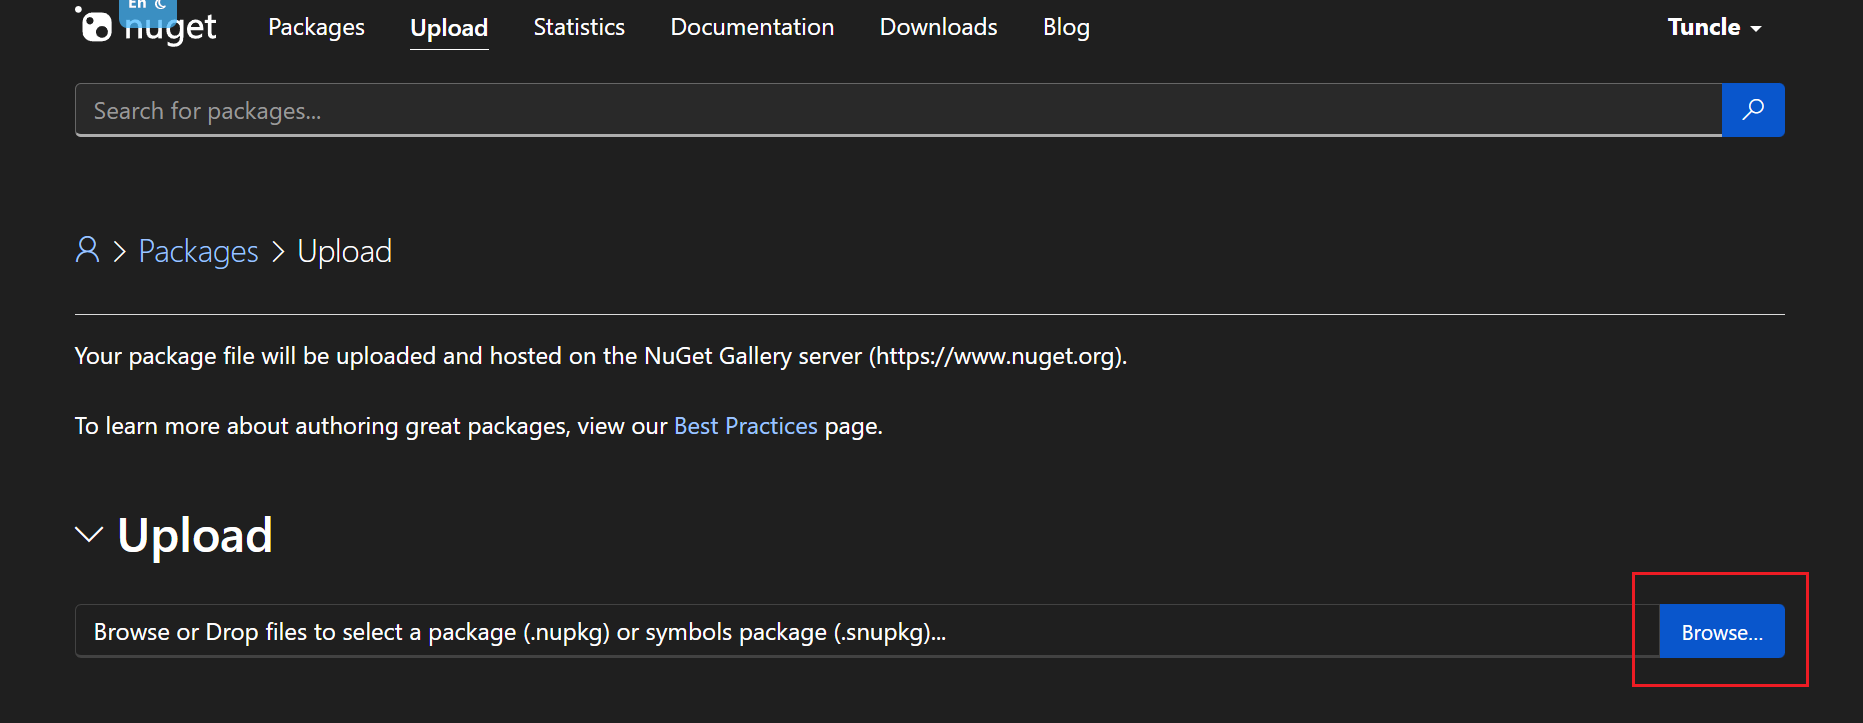 En
nuget Packages Upload Statistics Documentation Downloads Blog Tuncle
Search for packages...
Packages > Upload
Your package file will be uploaded and hosted on the NuGet Gallery server (https://www.nuget.org).
To learn more about authoring great packages, view our Best Practices page.
Upload
Browse or Drop files to select a package (.nupkg) or symbols package (.snupkg)... Browse...